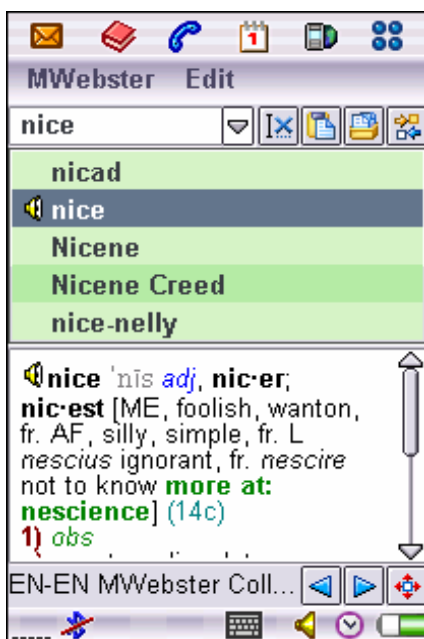 1
MWebster Edit
nice
nicad
nice
Nicene
Nicene Creed
nice-nelly
nice 'nīs adj, nic·er;
nic·est [ME, foolish, wanton,
fr. AF, silly, simple, fr. L
nescius ignorant, fr. nescire
not to know more at:
nescience] (14c)
1) obs
EN-EN MWebster Coll...